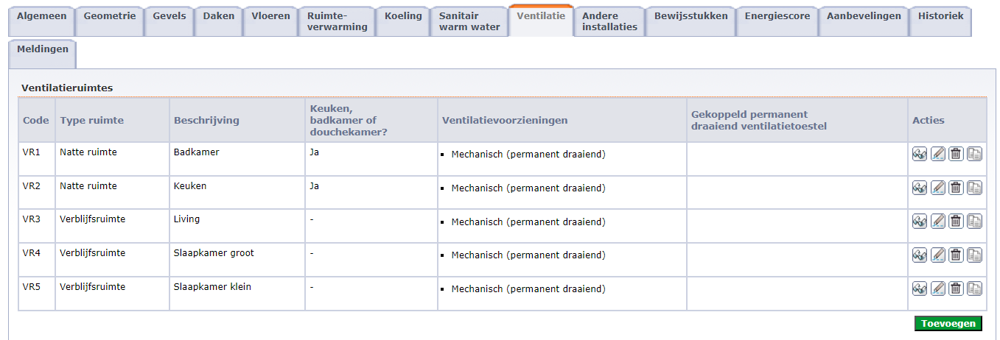 Algemeen
Geometrie
Gevels
Daken
Vloeren
Ruimte-
verwarming
Koeling
Sanitair
warm water
Ventilatie
Andere
installaties
Bewijsstukken
Energiescore
Aanbevelingen
Historiek
Meldingen
Ventilatieruimtes
Code
Type ruimte
Beschrijving
Keuken,
badkamer of
douchekamer?
Ventilatievoorzieningen
Gekoppeld permanent
draaiend ventilatietoestel
Acties
VR1 Natte ruimte Badkamer Ja ▪ Mechanisch (permanent draaiend)
VR2 Natte ruimte Keuken Ja ▪ Mechanisch (permanent draaiend)
VR3 Verblijfsruimte Living - ▪ Mechanisch (permanent draaiend)
VR4 Verblijfsruimte Slaapkamer groot - ▪ Mechanisch (permanent draaiend)
VR5 Verblijfsruimte Slaapkamer klein - ▪ Mechanisch (permanent draaiend)
Toevoegen